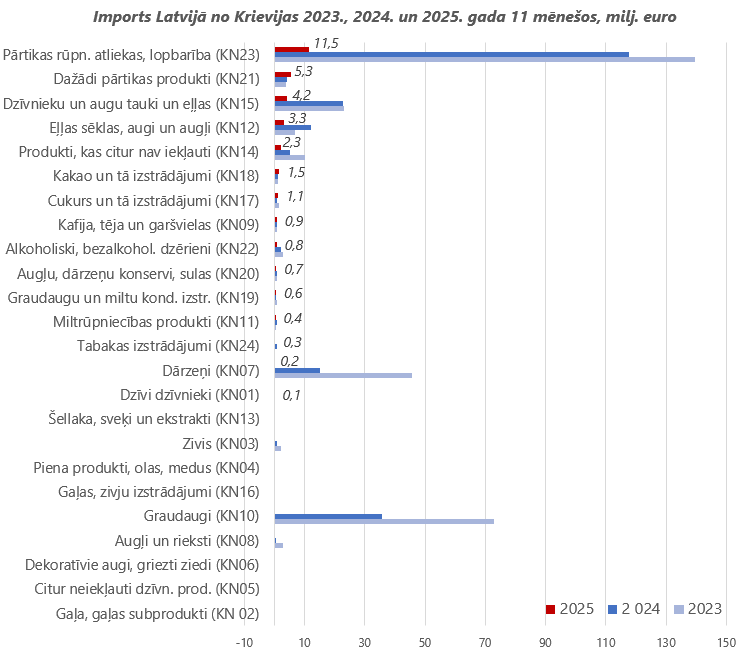 Imports Latvijā no Krievijas 2023., 2024. un 2025. gada 11 mēnešos, milj. euro
Pārtikas rūpn. atliekas, lopbarība (KN23) 11,5
Dažādi pārtikas produkti (KN21) 5,3
Dzīvnieku un augu tauki un eļļas (KN15) 4,2
Eļļas sēklas, augi un augļi (KN12) 3,3
Produkti, kas citur nav iekļauti (KN14) 2,3
Kakao un tā izstrādājumi (KN18) 1,5
Cukurs un tā izstrādājumi (KN17) 1,1
Kafija, tēja un garšvielas (KN09) 0,9
Alkoholiski, bezalkohol. dzērieni (KN22) 0,8
Augļu, dārzeņu konservi, sulas (KN20) 0,7
Graudaugu un miltu kond. izstr. (KN19) 0,6
Miltrūpniecības produkti (KN11) 0,4
Tabakas izstrādājumi (KN24) 0,3
Dārzeņi (KN07) 0,2
Dzīvi dzīvnieki (KN01) 0,1
Šellaka, sveķi un ekstrakti (KN13)
Zivis (KN03)
Piena produkti, olas, medus (KN04)
Gaļas, zivju izstrādājumi (KN16)
Graudaugi (KN10)
Augļi un rieksti (KN08)
Dekoratīvie augi, griezti ziedi (KN06)
Citur neiekļauti dzīvn. prod. (KN05)
Gaļa, gaļas subprodukti (KN 02)
2025 2 024 2023
-10 10 30 50 70 90 110 130 150